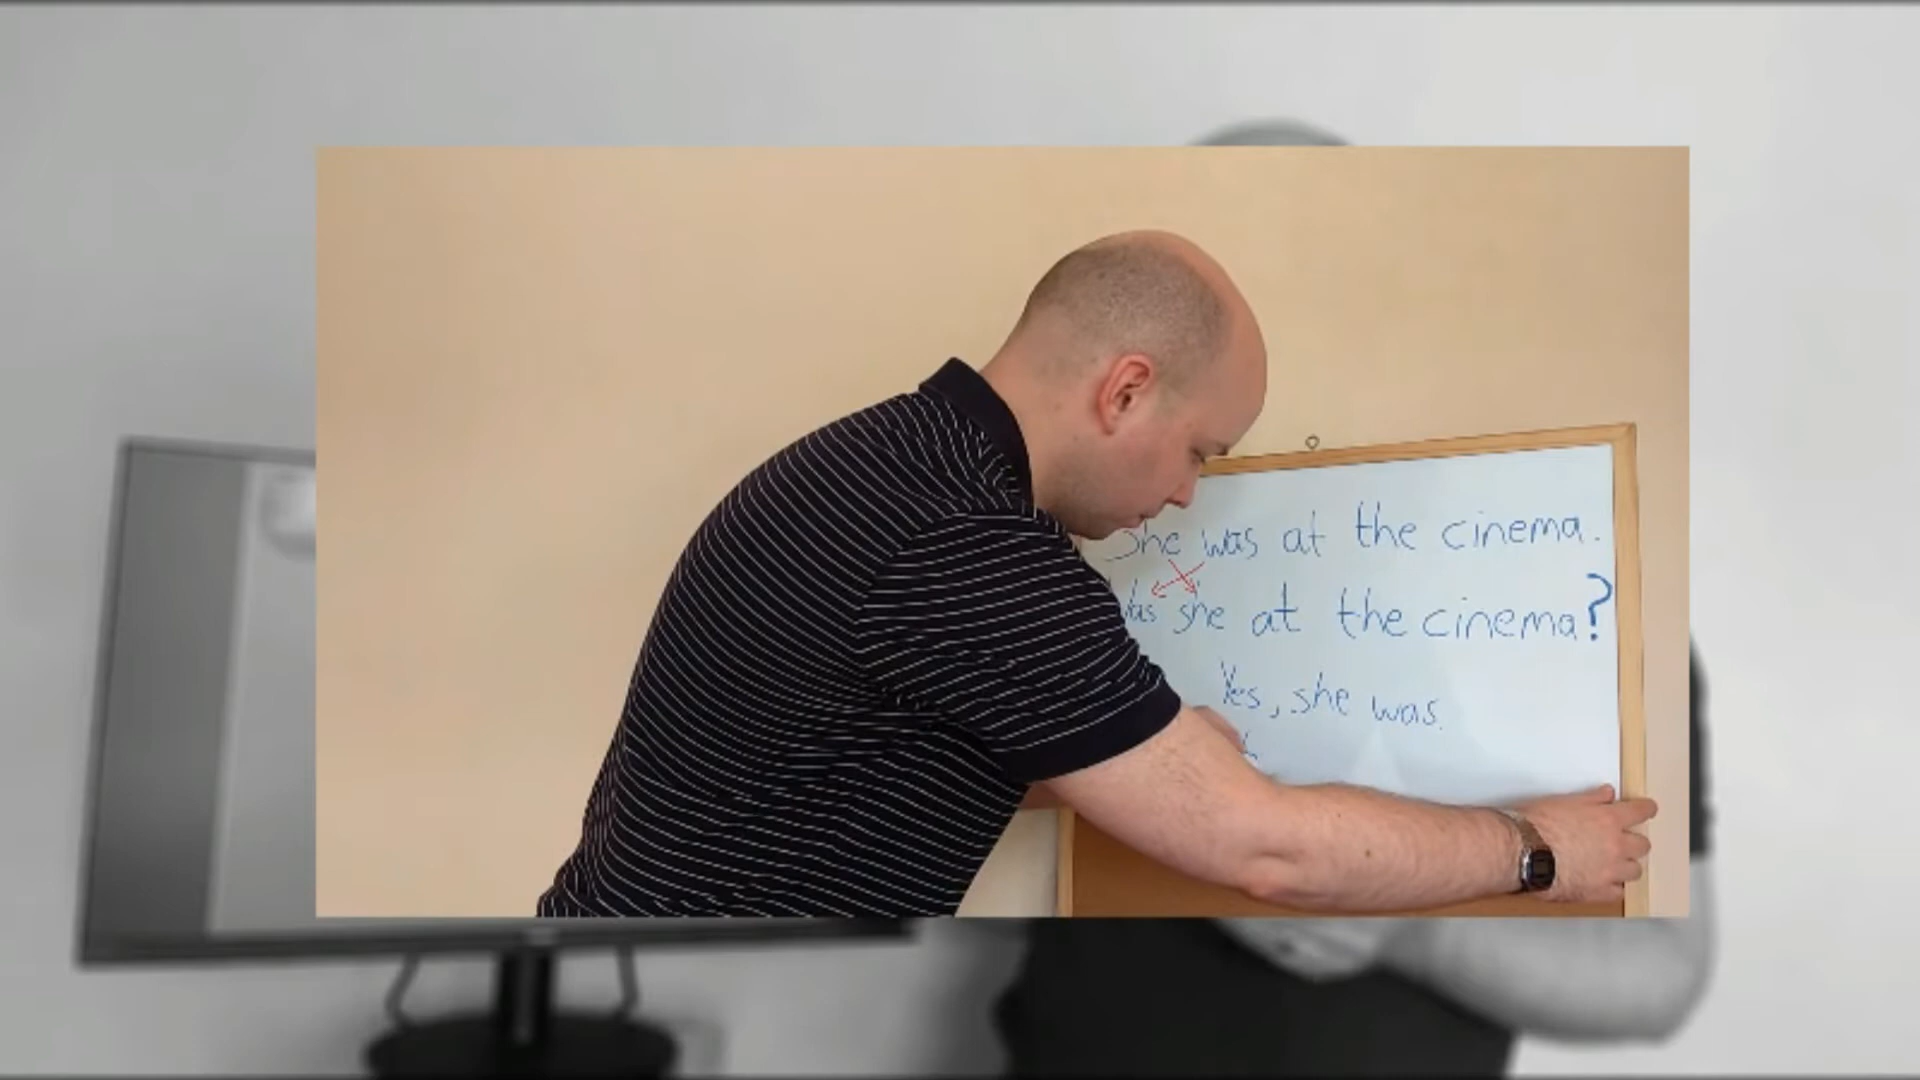 She was at the cinema.
Was she at the cinema?
Yes, she was.